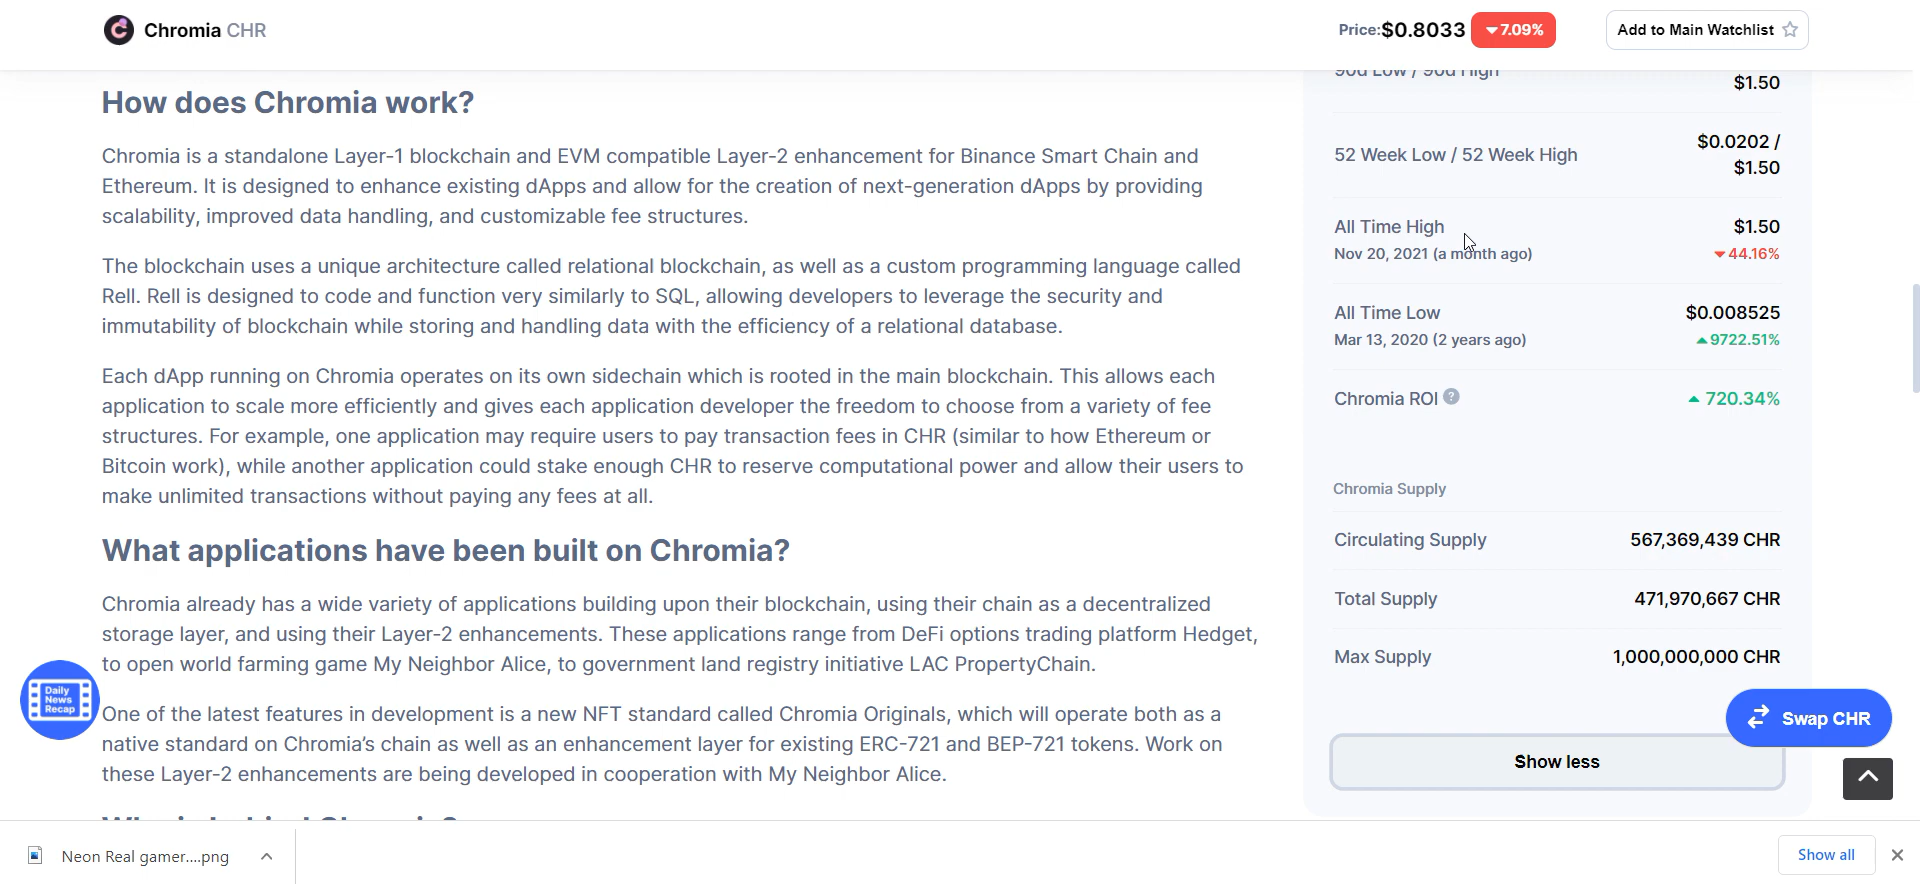 Chromia CHR
Price:$0.8033
7.09%
Add to Main Watchlist
How does Chromia work?
Chromia is a standalone Layer-1 blockchain and EVM compatible Layer-2 enhancement for Binance Smart Chain and
Ethereum. It is designed to enhance existing dApps and allow for the creation of next-generation dApps by providing
scalability, improved data handling, and customizable fee structures.
The blockchain uses a unique architecture called relational blockchain, as well as a custom programming language called
Rell. Rell is designed to code and function very similarly to SQL, allowing developers to leverage the security and
immutability of blockchain while storing and handling data with the efficiency of a relational database.
Each dApp running on Chromia operates on its own sidechain which is rooted in the main blockchain. This allows each
application to scale more efficiently and gives each application developer the freedom to choose from a variety of fee
structures. For example, one application may require users to pay transaction fees in CHR (similar to how Ethereum or
Bitcoin work), while another application could stake enough CHR to reserve computational power and allow their users to
make unlimited transactions without paying any fees at all.
What applications have been built on Chromia?
Chromia already has a wide variety of applications building upon their blockchain, using their chain as a decentralized
storage layer, and using their Layer-2 enhancements. These applications range from DeFi options trading platform Hedget,
to open world farming game My Neighbor Alice, to government land registry initiative LAC PropertyChain.
One of the latest features in development is a new NFT standard called Chromia Originals, which will operate both as a
native standard on Chromia's chain as well as an enhancement layer for existing ERC-721 and BEP-721 tokens. Work on
these Layer-2 enhancements are being developed in cooperation with My Neighbor Alice.
Daily
News
Recap
90d Low / 90d High
$1.50
52 Week Low / 52 Week High
$0.0202 /
$1.50
All Time High
$1.50
Nov 20, 2021 (a month ago)
44.16%
All Time Low
$0.008525
Mar 13, 2020 (2 years ago)
9722.51%
Chromia ROI ?
720.34%
Chromia Supply
Circulating Supply
567,369,439 CHR
Total Supply
471,970,667 CHR
Max Supply
1,000,000,000 CHR
Swap CHR
Show less
Neon Real gamer....png
Show all